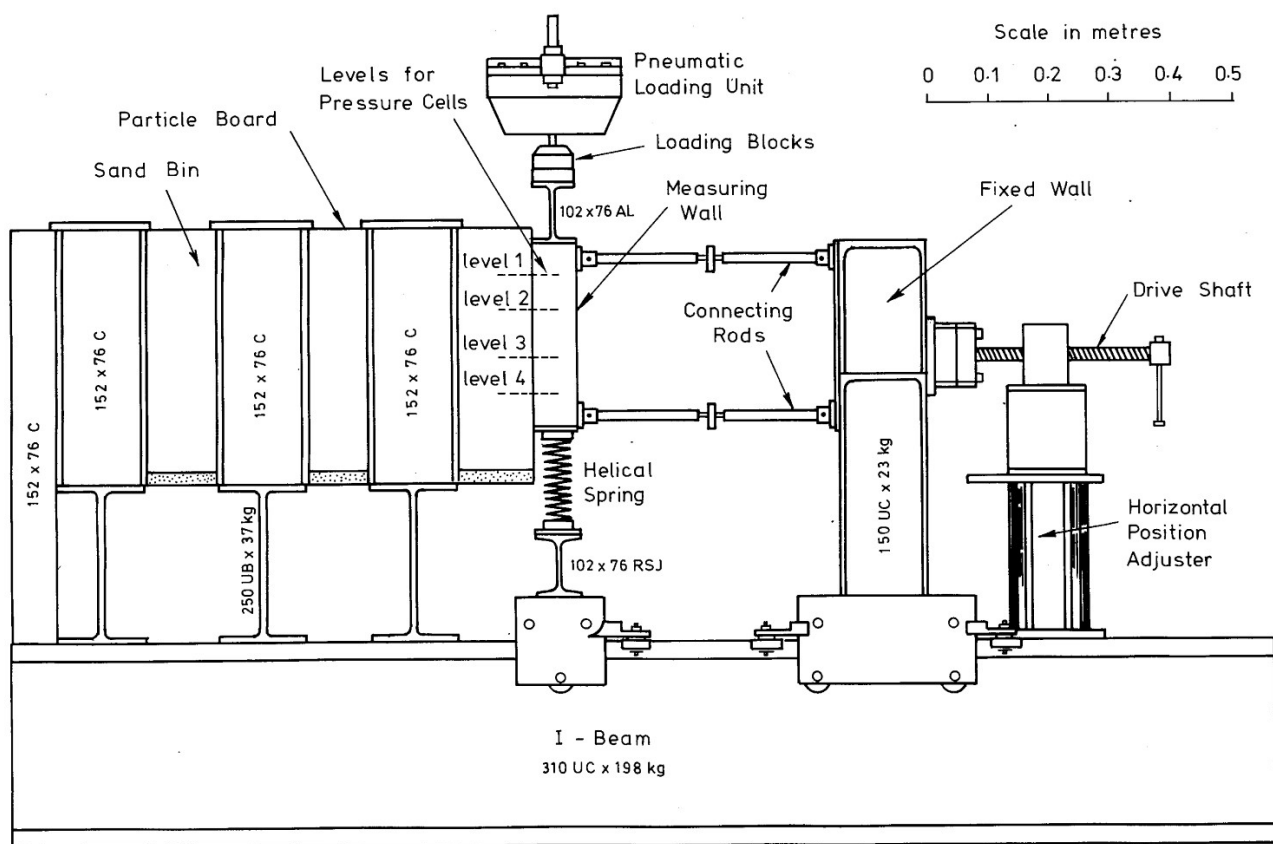 Scale in metres
0 0.1 0.2 0.3 0.4 0.5
Pneumatic
Loading Unit
Levels for
Pressure Cells
Particle Board
Sand Bin
Loading Blocks
Measuring
Wall
Fixed Wall
102 x 76 AL
level 1
level 2
level 3
level 4
Connecting
Rods
Drive Shaft
152 x 76 C
152 x 76 C
152 x 76 C
152 x 76 C
Helical
Spring
250 UB x 37 kg
102 x 76 RSJ
150 UC x 23 kg
Horizontal
Position
Adjuster
I - Beam
310 UC x 198 kg